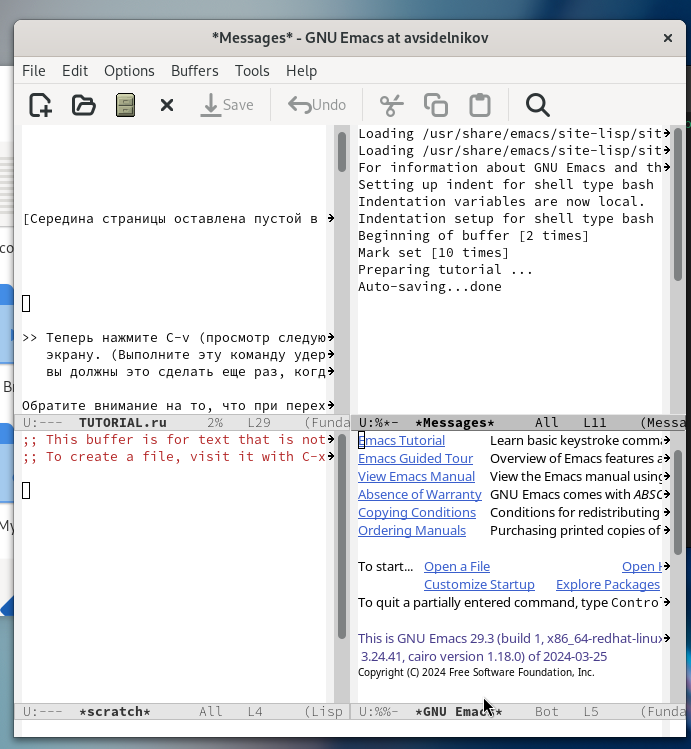 *Messages* - GNU Emacs at avsidelnikov
File Edit Options Buffers Tools Help
Save Undo
[Середина страницы оставлена пустой в
>> Теперь нажмите C-v (просмотр следую
экрану. (Выполните эту команду удер
вы должны это сделать еще раз, когд
Обратите внимание на то, что при перех
U:--- TUTORIAL.ru 2% L29 (Funda
Loading /usr/share/emacs/site-lisp/sit
Loading /usr/share/emacs/site-lisp/sit
For information about GNU Emacs and th
Setting up indent for shell type bash
Indentation variables are now local.
Indentation setup for shell type bash
Beginning of buffer [2 times]
Mark set [10 times]
Preparing tutorial ...
Auto-saving...done
U:%*- *Messages* All L11 (Messa
;; This buffer is for text that is not
;; To create a file, visit it with C-x
U:--- *scratch* All L4 (Lisp
Emacs Tutorial Learn basic keystroke comma
Emacs Guided Tour Overview of Emacs features a
View Emacs Manual View the Emacs manual using
Absence of Warranty GNU Emacs comes with ABSO
Copying Conditions Conditions for redistributing
Ordering Manuals Purchasing printed copies of
To start... Open a File Open H
Customize Startup Explore Packages
To quit a partially entered command, type Contro
This is GNU Emacs 29.3 (build 1, x86_64-redhat-linux
3.24.41, cairo version 1.18.0) of 2024-03-25
Copyright (C) 2024 Free Software Foundation, Inc.
U:%%- *GNU Emacs* Bot L5 (Funda